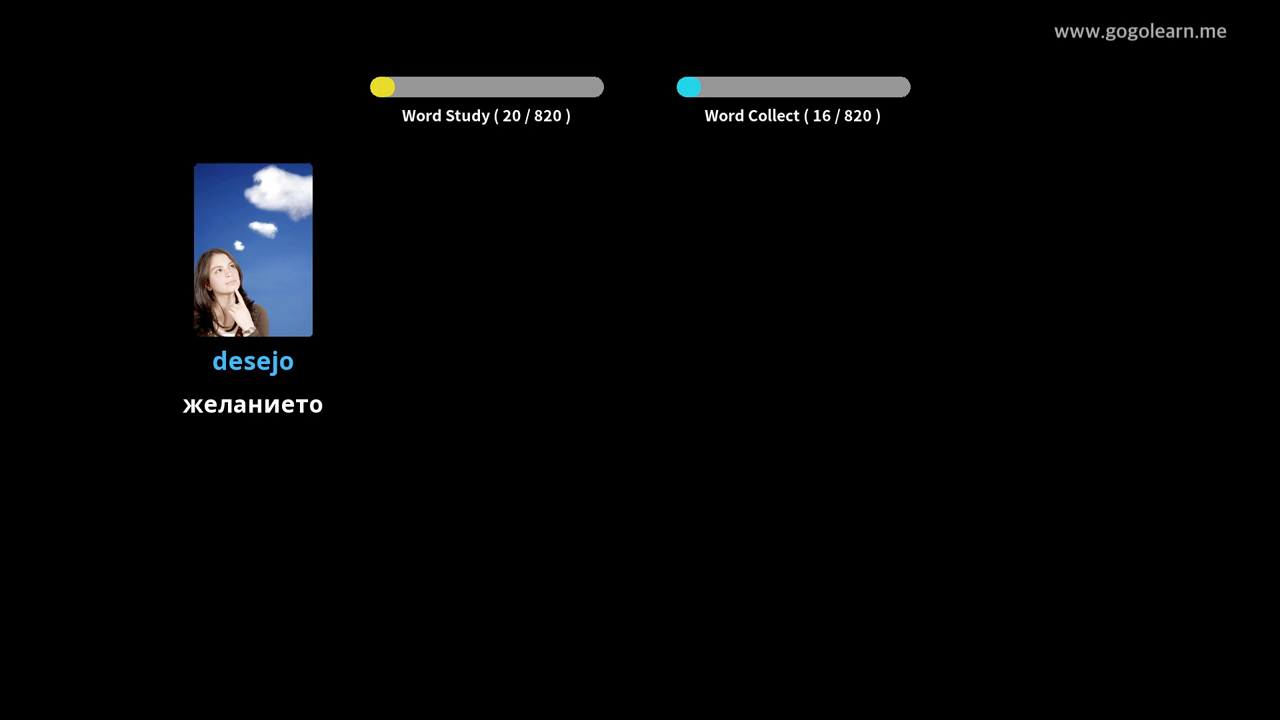 www.gogolearn.me
Word Study ( 20 / 820 )
Word Collect ( 16 / 820 )
desejo
желанието